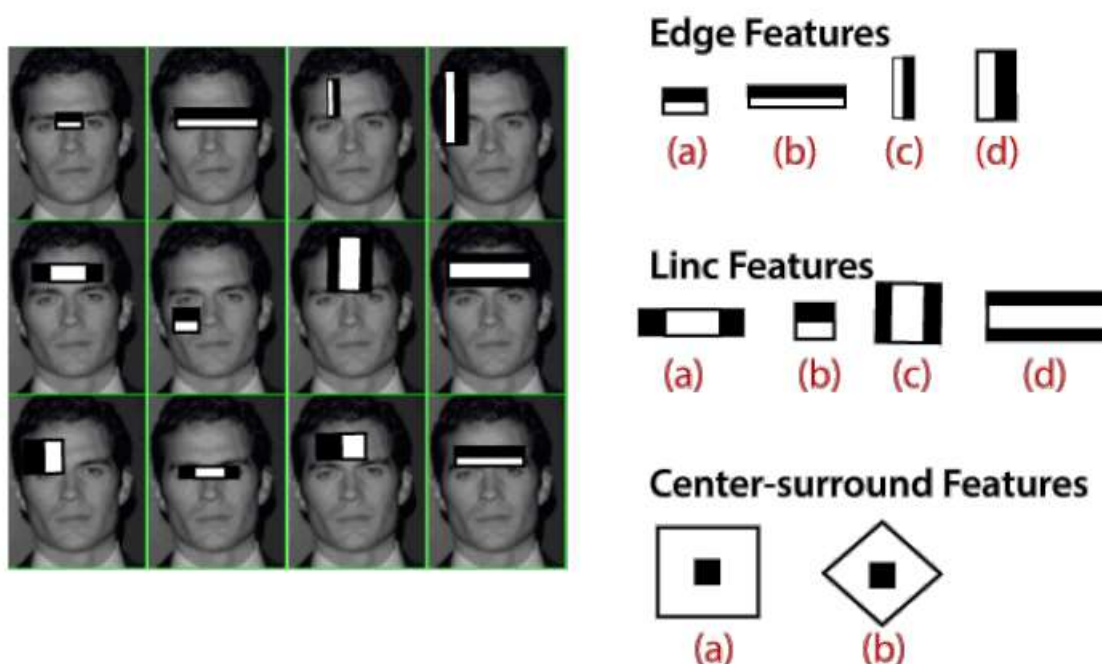 Edge Features
(a) (b) (c) (d)
Linc Features
(a) (b) (c) (d)
Center-surround Features
(a) (b)